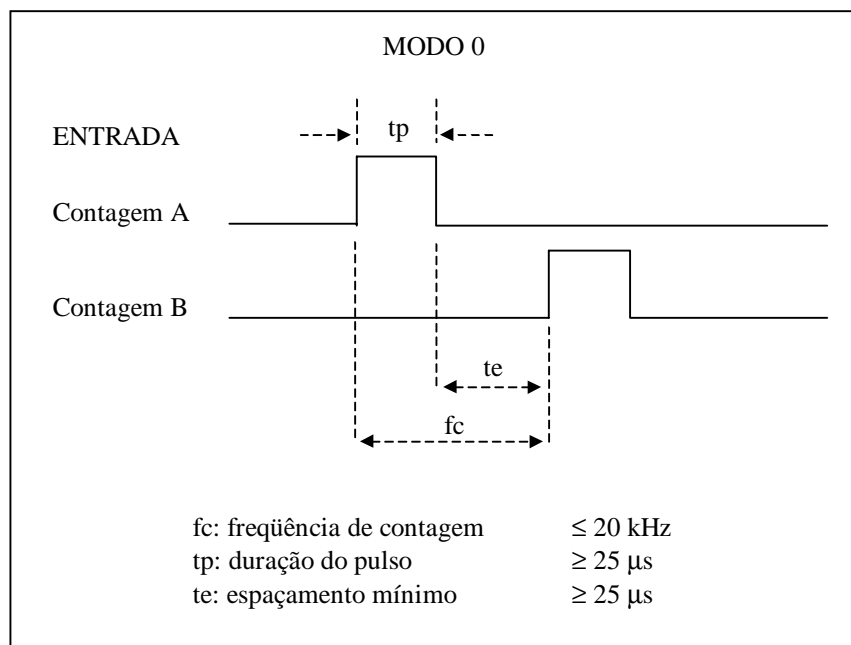 MODO 0
ENTRADA
tp
Contagem A
Contagem B
te
fc
fc: freqüência de contagem ≤ 20 kHz
tp: duração do pulso ≥ 25 µs
te: espaçamento mínimo ≥ 25 µs